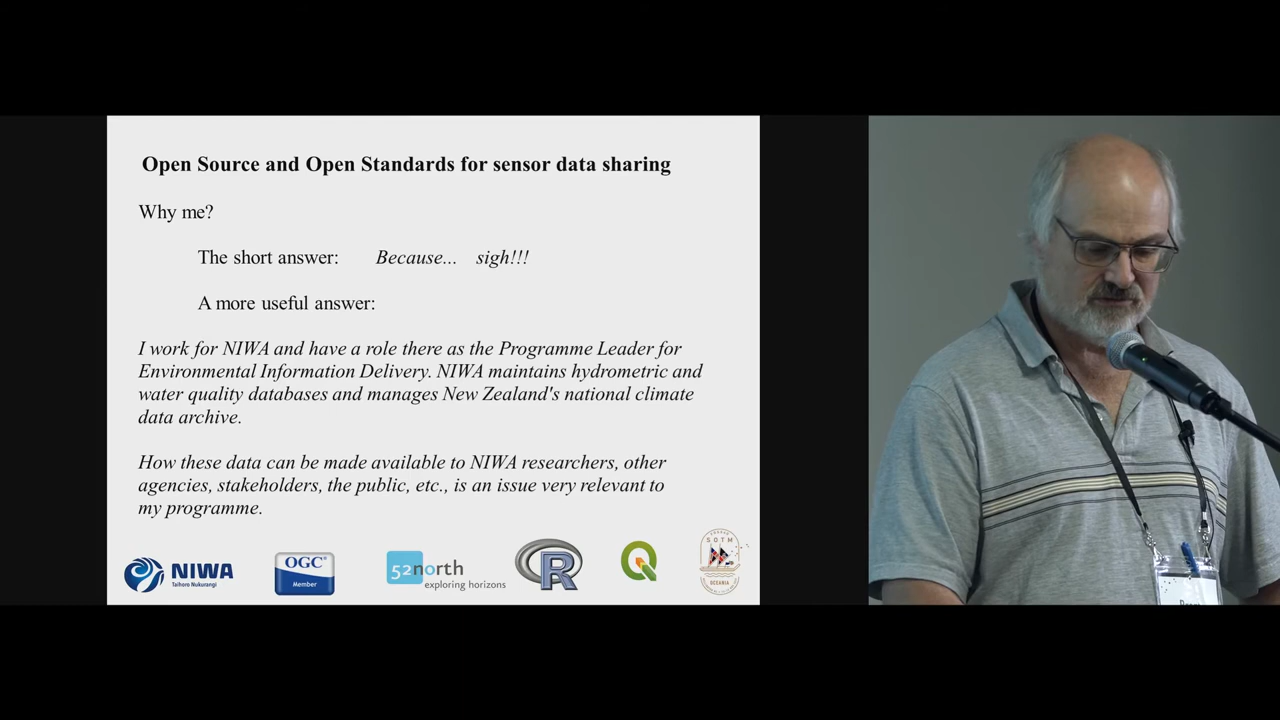 Open Source and Open Standards for sensor data sharing
Why me?
The short answer: Because... sigh!!!
A more useful answer:
I work for NIWA and have a role there as the Programme Leader for
Environmental Information Delivery. NIWA maintains hydrometric and
water quality databases and manages New Zealand's national climate
data archive.
How these data can be made available to NIWA researchers, other
agencies, stakeholders, the public, etc., is an issue very relevant to
my programme.
NIWA
Taihoro Nukurangi
OGC®
Member
52north
exploring horizons
R
SOTM
OCEANIA